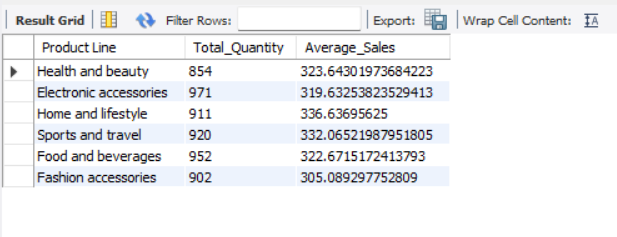 Result Grid Filter Rows: Export: Wrap Cell Content: IA
Product Line Total_Quantity Average_Sales
Health and beauty 854 323.64301973684223
Electronic accessories 971 319.63253823529413
Home and lifestyle 911 336.63695625
Sports and travel 920 332.06521987951805
Food and beverages 952 322.6715172413793
Fashion accessories 902 305.089297752809